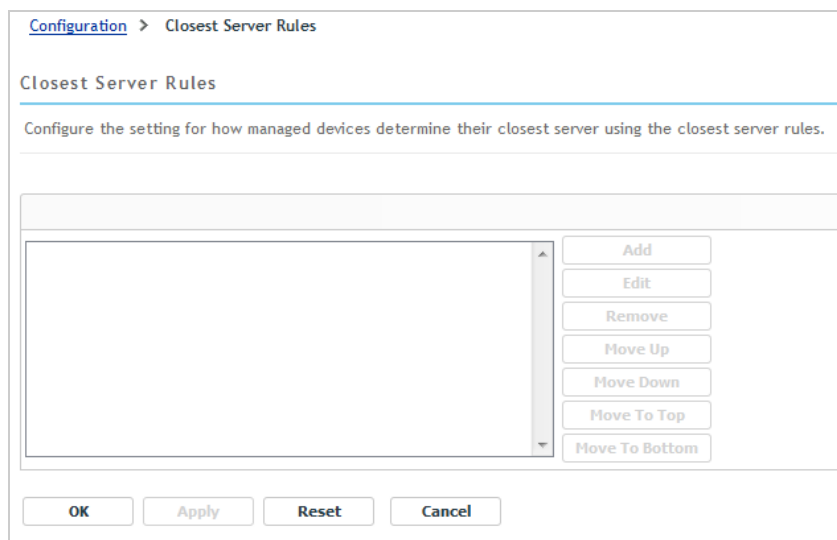 Configuration > Closest Server Rules
Closest Server Rules
Configure the setting for how managed devices determine their closest server using the closest server rules.
Add
Edit
Remove
Move Up
Move Down
Move To Top
Move To Bottom
OK Apply Reset Cancel